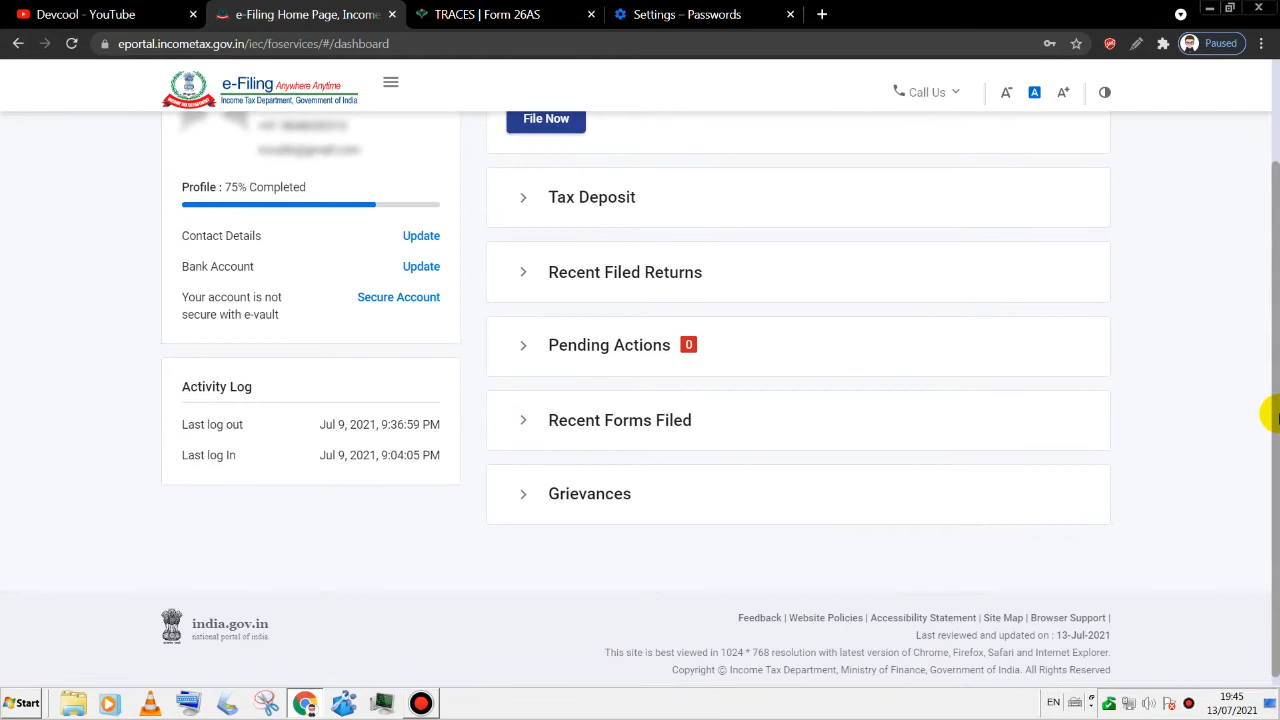 Devcool - YouTube
Home Page, Income
TRACES | Form 26AS
Settings – Passwords
eportal.incometax.gov.in/iec/foservices/#/dashboard
Paused
e-Filing Anywhere Anytime
Income Tax Department, Government of India
Call Us
A-
A
A+
File Now
Profile : 75% Completed
Contact Details
Update
Bank Account
Update
Your account is not
secure with e-vault
Secure Account
Activity Log
Last log out
Jul 9, 2021, 9:36:59 PM
Last log In
Jul 9, 2021, 9:04:05 PM
Tax Deposit
Recent Filed Returns
Pending Actions 0
Recent Forms Filed
Grievances
india.gov.in
national portal of india
Feedback | Website Policies | Accessibility Statement | Site Map | Browser Support |
Last reviewed and updated on : 13-Jul-2021
This site is best viewed in 1024 * 768 resolution with latest version of Chrome, Firefox, Safari and Internet Explorer.
Copyright © Income Tax Department, Ministry of Finance, Government of India. All Rights Reserved
Start
EN
19:45
13/07/2021